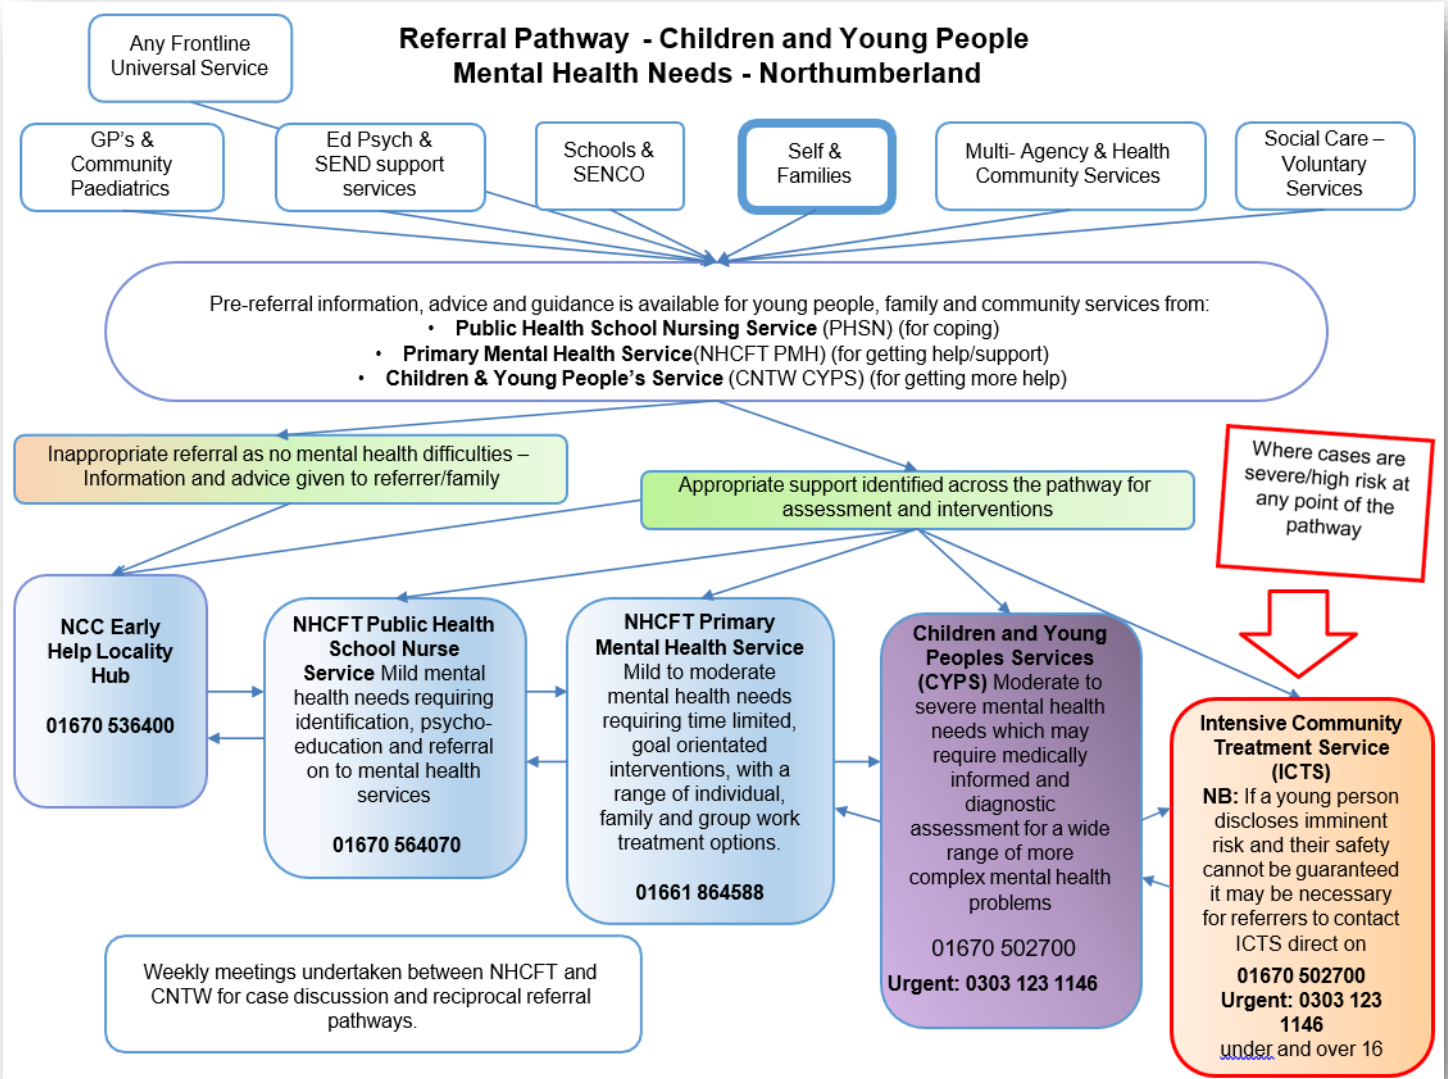 Referral Pathway - Children and Young People
Mental Health Needs - Northumberland
Any Frontline
Universal Service
GP's &
Community
Paediatrics
Ed Psych &
SEND support
services
Schools &
SENCO
Self &
Families
Multi- Agency & Health
Community Services
Social Care –
Voluntary
Services
Pre-referral information, advice and guidance is available for young people, family and community services from:
• Public Health School Nursing Service (PHSN) (for coping)
• Primary Mental Health Service(NHCFT PMH) (for getting help/support)
• Children & Young People's Service (CNTW CYPS) (for getting more help)
Inappropriate referral as no mental health difficulties –
Information and advice given to referrer/family
Appropriate support identified across the pathway for
assessment and interventions
Where cases are
severe/high risk at
any point of the
pathway
NCC Early
Help Locality
Hub
01670 536400
NHCFT Public Health
School Nurse
Service Mild mental
health needs requiring
identification, psycho-
education and referral
on to mental health
services
01670 564070
NHCFT Primary
Mental Health Service
Mild to moderate
mental health needs
requiring time limited,
goal orientated
interventions, with a
range of individual,
family and group work
treatment options.
01661 864588
Children and Young
Peoples Services
(CYPS) Moderate to
severe mental health
needs which may
require medically
informed and
diagnostic
assessment for a wide
range of more
complex mental health
problems
01670 502700
Urgent: 0303 123 1146
Intensive Community
Treatment Service
(ICTS)
NB: If a young person
discloses imminent
risk and their safety
cannot be guaranteed
it may be necessary
for referrers to contact
ICTS direct on
01670 502700
Urgent: 0303 123
1146
under and over 16
Weekly meetings undertaken between NHCFT and
CNTW for case discussion and reciprocal referral
pathways.